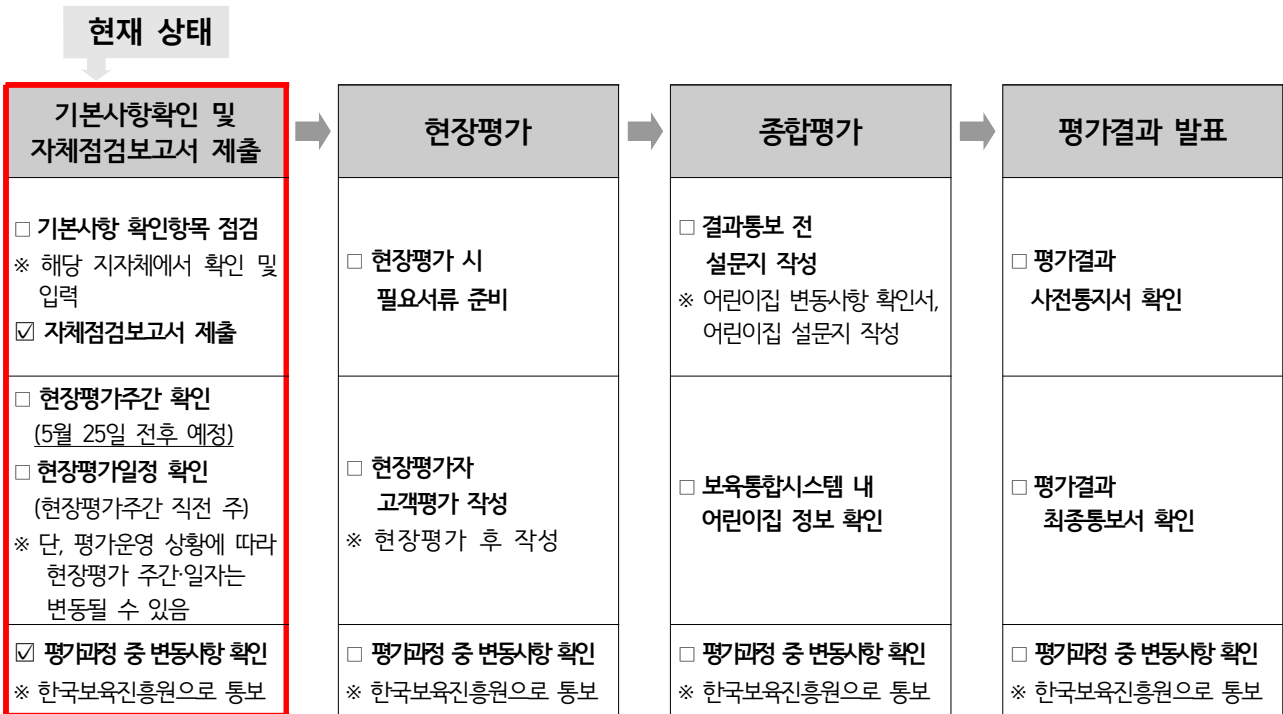 현재 상태
기본사항확인 및
자체점검보고서 제출
□ 기본사항 확인항목 점검
※ 해당 지자체에서 확인 및
입력
☑ 자체점검보고서 제출
□ 현장평가주간 확인
(5월 25일 전후 예정)
□ 현장평가일정 확인
(현장평가주간 직전 주)
※ 단, 평가운영 상황에 따라
현장평가 주간·일자는
변동될 수 있음
☑ 평가과정 중 변동사항 확인
※ 한국보육진흥원으로 통보
현장평가
□ 현장평가 시
필요서류 준비
□ 현장평가자
고객평가 작성
※ 현장평가 후 작성
□ 평가과정 중 변동사항 확인
※ 한국보육진흥원으로 통보
종합평가
□ 결과통보 전
설문지 작성
※ 어린이집 변동사항 확인서,
어린이집 설문지 작성
□ 보육통합시스템 내
어린이집 정보 확인
□ 평가과정 중 변동사항 확인
※ 한국보육진흥원으로 통보
평가결과 발표
□ 평가결과
사전통지서 확인
□ 평가결과
최종통보서 확인
□ 평가과정 중 변동사항 확인
※ 한국보육진흥원으로 통보